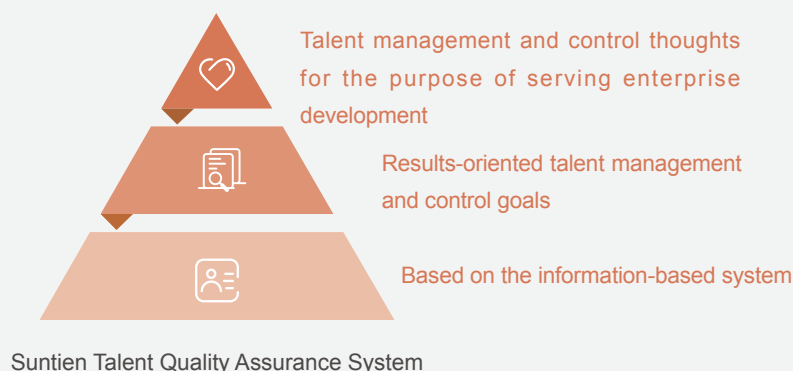 Talent management and control thoughts
for the purpose of serving enterprise
development
Results-oriented talent management
and control goals
Based on the information-based system
Suntien Talent Quality Assurance System